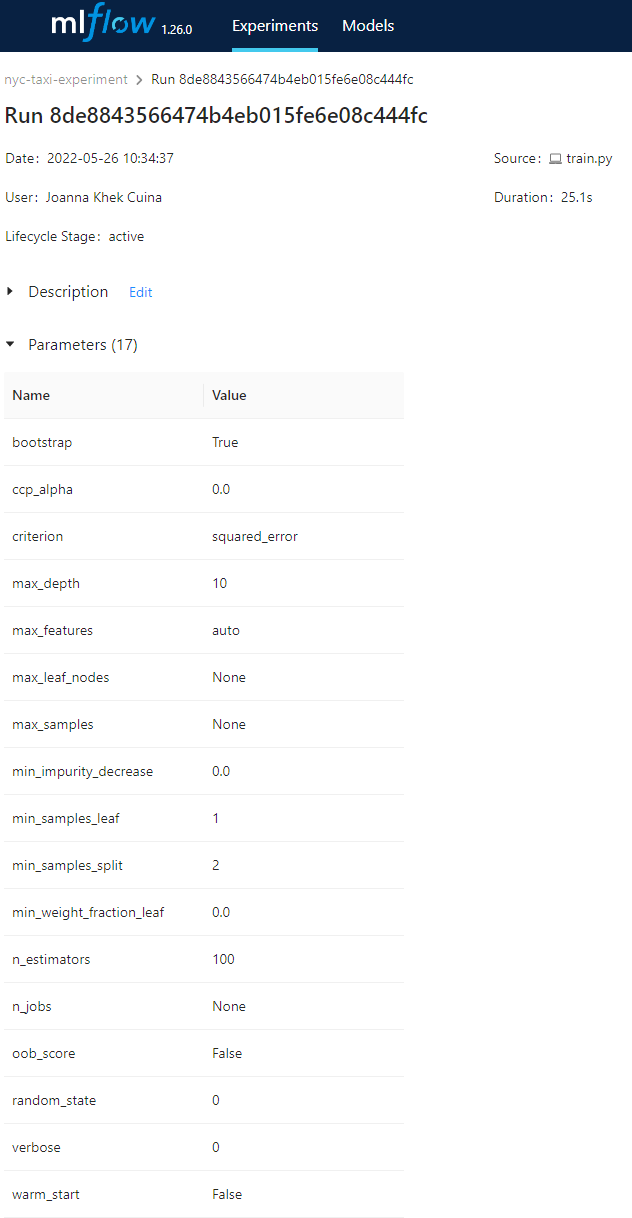 mlflow 1.26.0 Experiments Models
nyc-taxi-experiment > Run 8de8843566474b4eb015fe6e08c444fc
Run 8de8843566474b4eb015fe6e08c444fc
Date: 2022-05-26 10:34:37 Source: train.py
User: Joanna Khek Cuina Duration: 25.1s
Lifecycle Stage: active
Description Edit
Parameters (17)
Name Value
bootstrap True
ccp_alpha 0.0
criterion squared_error
max_depth 10
max_features auto
max_leaf_nodes None
max_samples None
min_impurity_decrease 0.0
min_samples_leaf 1
min_samples_split 2
min_weight_fraction_leaf 0.0
n_estimators 100
n_jobs None
oob_score False
random_state 0
verbose 0
warm_start False